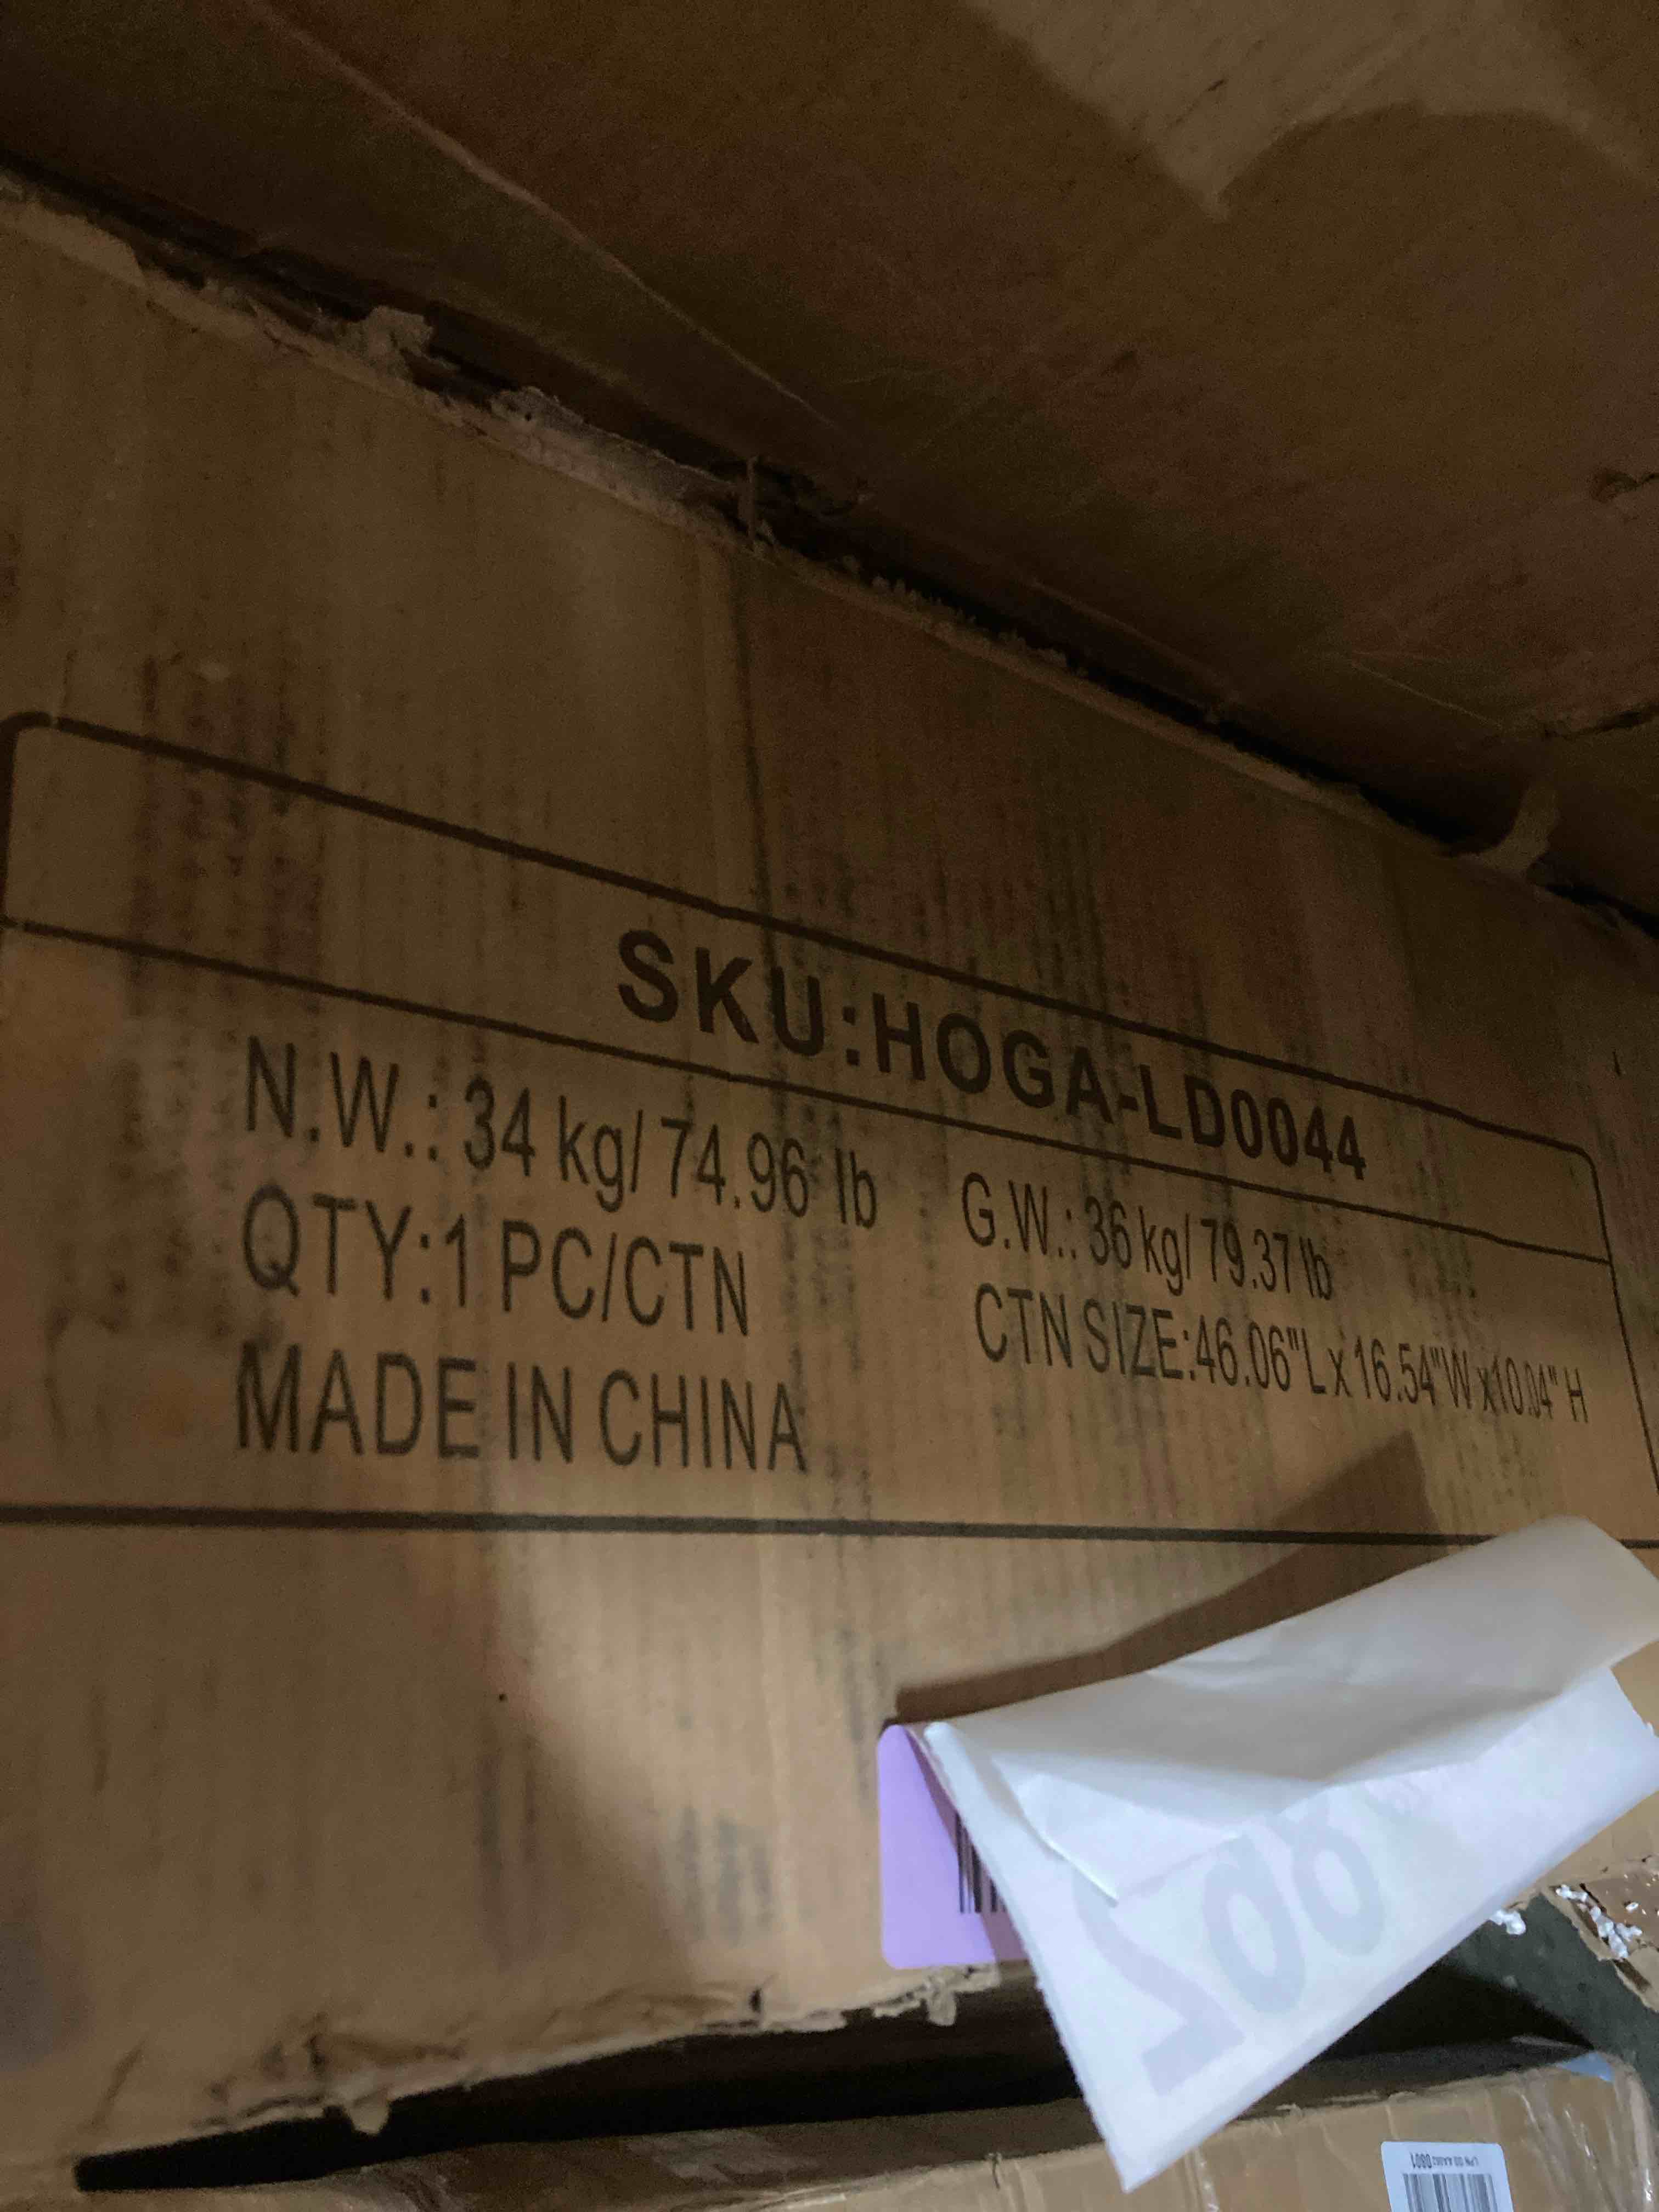 SKU:HOGA-LD0044
N.W.: 34 kg/ 74.96 lb
G.W.: 36 kg/ 79.37 lb
QTY:1 PC/CTN
CTN SIZE:46.06"L x 16.54"W x10.04" H
MADE IN CHINA